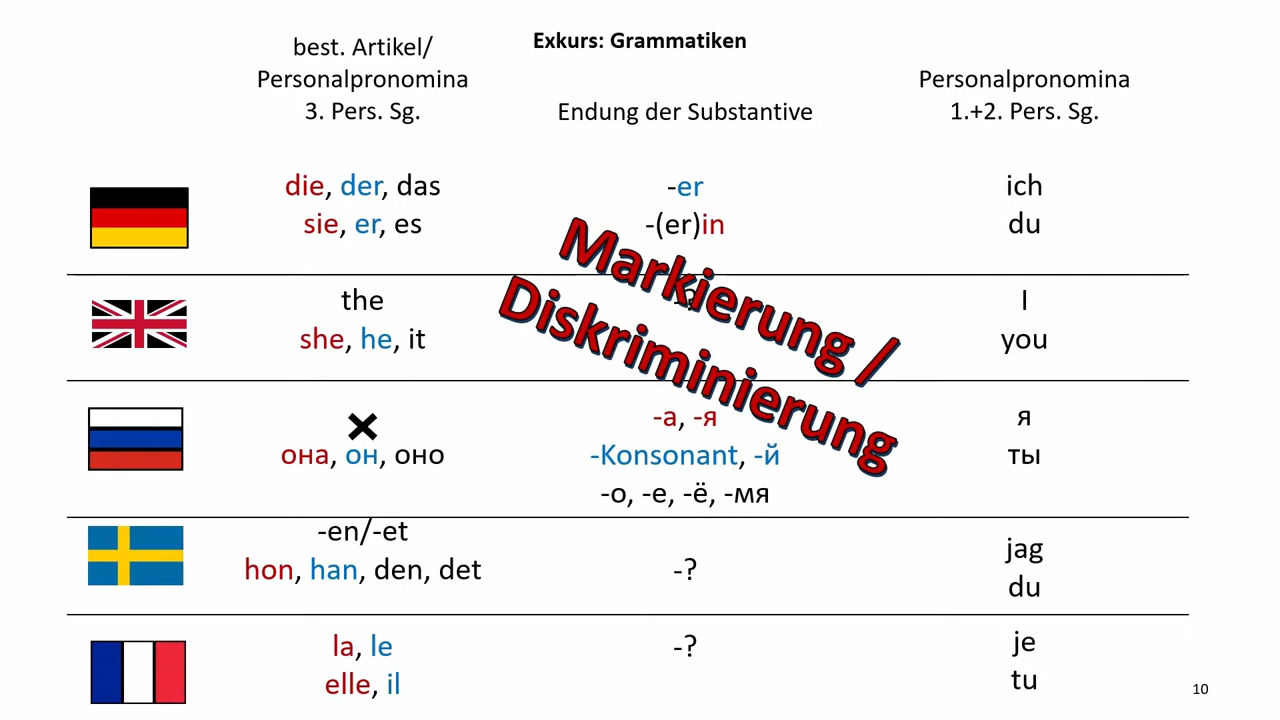 Exkurs: Grammatiken
best. Artikel/
Personalpronomina
3. Pers. Sg.
Endung der Substantive
Personalpronomina
1.+2. Pers. Sg.
die, der, das
sie, er, es
-er
-(er)in
ich
du
the
she, he, it
-?
I
you
она, он, оно
-а, -я
-Konsonant, -й
-о, -е, -ё, -мя
я
ты
-en/-et
hon, han, den, det
-?
jag
du
la, le
elle, il
-?
je
tu
Markierung /
Diskriminierung
10